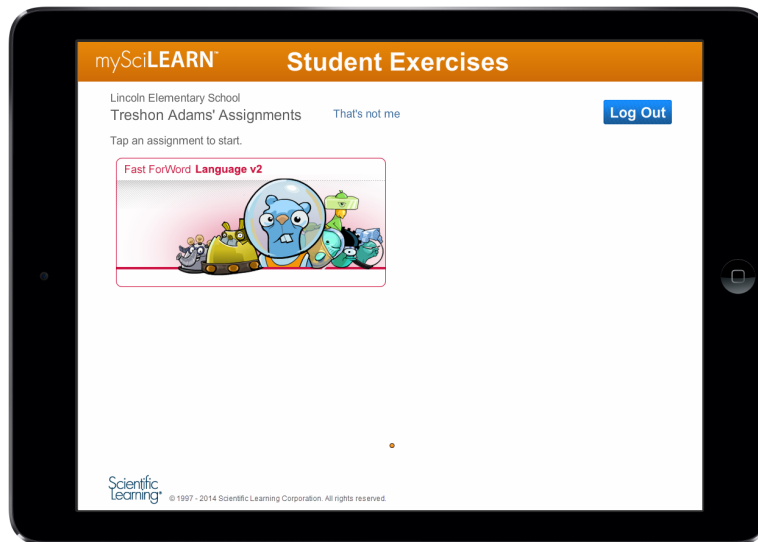 mySciLEARN™ Student Exercises
Lincoln Elementary School
Treshon Adams' Assignments That's not me
Log Out
Tap an assignment to start.
Fast ForWord Language v2
Scientific
Learning®
© 1997 - 2014 Scientific Learning Corporation. All rights reserved.